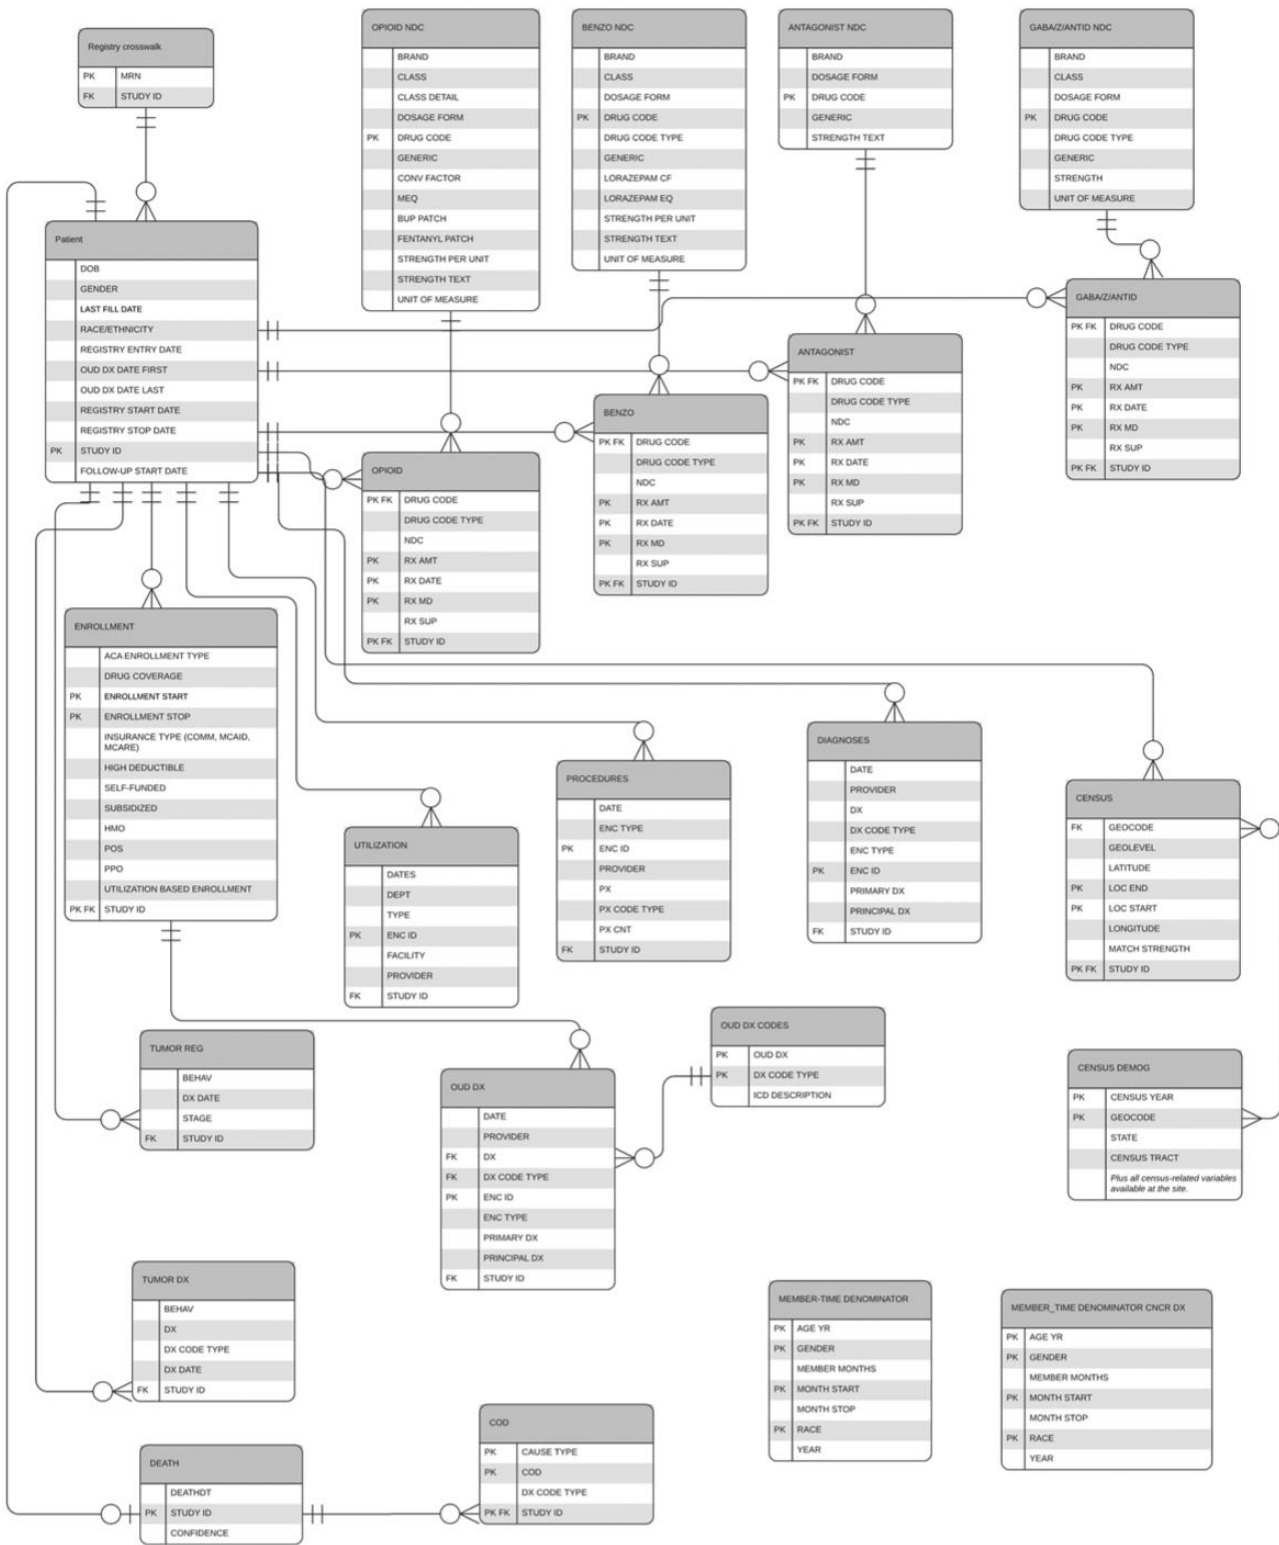 Registry crosswalk
PK MRN
FK STUDY ID
OPIOID NDC
BRAND
CLASS
CLASS DETAIL
DOSAGE FORM
PK DRUG CODE
GENERIC
CONV FACTOR
MEQ
BUP PATCH
FENTANYL PATCH
STRENGTH PER UNIT
STRENGTH TEXT
UNIT OF MEASURE
BENZO NDC
BRAND
CLASS
DOSAGE FORM
PK DRUG CODE
DRUG CODE TYPE
GENERIC
LORAZEPAM CF
LORAZEPAM EQ
STRENGTH PER UNIT
STRENGTH TEXT
UNIT OF MEASURE
ANTAGONIST NDC
BRAND
DOSAGE FORM
PK DRUG CODE
GENERIC
STRENGTH TEXT
GABA/Z/ANTID NDC
BRAND
CLASS
DOSAGE FORM
PK DRUG CODE
DRUG CODE TYPE
GENERIC
STRENGTH
UNIT OF MEASURE
Patient
DOB
GENDER
LAST FILL DATE
RACE/ETHNICITY
REGISTRY ENTRY DATE
OUD DX DATE FIRST
OUD DX DATE LAST
REGISTRY START DATE
REGISTRY STOP DATE
PK STUDY ID
FOLLOW-UP START DATE
OPIOID
PK FK DRUG CODE
DRUG CODE TYPE
NDC
PK RX AMT
PK RX DATE
PK RX MD
RX SUP
PK FK STUDY ID
BENZO
PK FK DRUG CODE
DRUG CODE TYPE
NDC
PK RX AMT
PK RX DATE
PK RX MD
RX SUP
PK FK STUDY ID
ANTAGONIST
PK FK DRUG CODE
DRUG CODE TYPE
NDC
PK RX AMT
PK RX DATE
PK RX MD
RX SUP
PK FK STUDY ID
GABA/Z/ANTID
PK FK DRUG CODE
DRUG CODE TYPE
NDC
PK RX AMT
PK RX DATE
PK RX MD
RX SUP
PK FK STUDY ID
ENROLLMENT
ACA ENROLLMENT TYPE
DRUG COVERAGE
PK ENROLLMENT START
PK ENROLLMENT STOP
INSURANCE TYPE (COMM, MCAID,
MCARE)
HIGH DEDUCTIBLE
SELF-FUNDED
SUBSIDIZED
HMO
POS
PPO
UTILIZATION BASED ENROLLMENT
PK FK STUDY ID
UTILIZATION
DATES
DEPT
TYPE
PK ENC ID
FACILITY
PROVIDER
FK STUDY ID
PROCEDURES
DATE
ENC TYPE
PK ENC ID
PROVIDER
PX
PX CODE TYPE
PX CNT
FK STUDY ID
DIAGNOSES
DATE
PROVIDER
DX
DX CODE TYPE
ENC TYPE
PK ENC ID
PRIMARY DX
PRINCIPAL DX
FK STUDY ID
CENSUS
FK GEOCODE
GEOLEVEL
LATITUDE
PK LOC END
PK LOC START
LONGITUDE
MATCH STRENGTH
PK FK STUDY ID
TUMOR REG
BEHAV
DX DATE
STAGE
FK STUDY ID
OUD DX
DATE
PROVIDER
FK DX
FK DX CODE TYPE
PK ENC ID
ENC TYPE
PRIMARY DX
PRINCIPAL DX
FK STUDY ID
OUD DX CODES
PK OUD DX
PK DX CODE TYPE
ICD DESCRIPTION
CENSUS DEMOG
PK CENSUS YEAR
PK GEOCODE
STATE
CENSUS TRACT
Plus all census-related variables
available at the site.
TUMOR DX
BEHAV
DX
DX CODE TYPE
DX DATE
FK STUDY ID
MEMBER-TIME DENOMINATOR
PK AGE YR
PK GENDER
MEMBER MONTHS
PK MONTH START
MONTH STOP
PK RACE
YEAR
MEMBER_TIME DENOMINATOR CNCR DX
PK AGE YR
PK GENDER
MEMBER MONTHS
PK MONTH START
MONTH STOP
PK RACE
YEAR
DEATH
DEATHDT
PK STUDY ID
CONFIDENCE
COD
PK CAUSE TYPE
PK COD
DX CODE TYPE
PK FK STUDY ID